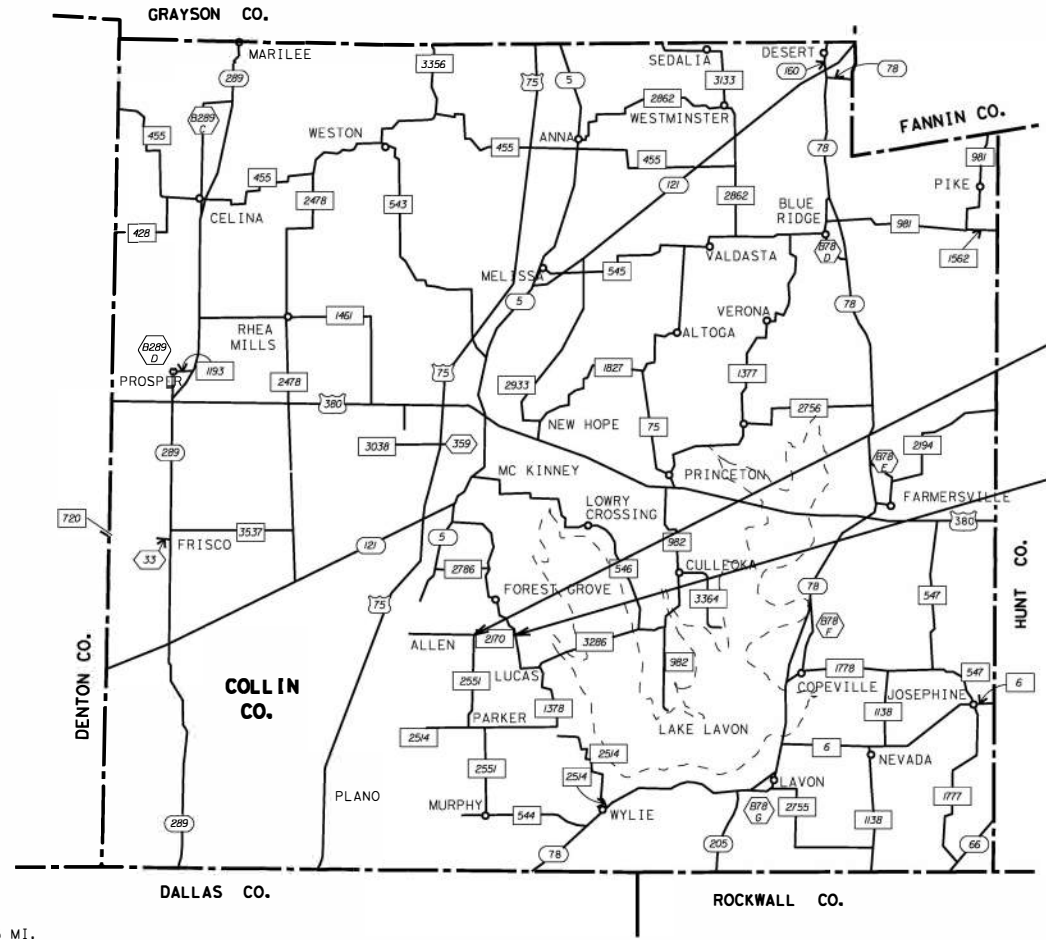 GRAYSON CO.
MARILEE
SEDALIA
DESERT
3356
289
75
5
3133
160
78
B289
C
2862
WESTMINSTER
FANNIN CO.
455
WESTON
ANNA
455
455
78
981
121
PIKE
455
2478
543
2862
BLUE
RIDGE
CELINA
981
428
VALDASTA
B78
D
1562
MELISSA
545
78
5
VERONA
RHEA
MILLS
1461
ALTOGA
B289
D
PROSPER
1193
75
2478
2933
1827
1377
380
2756
NEW HOPE
75
3038
359
2194
289
MC KINNEY
PRINCETON
B78
E
LOWRY
CROSSING
FARMERSVILLE
720
380
33
FRISCO
3537
121
5
982
2786
546
CULLEOKA
HUNT CO.
FOREST GROVE
78
547
75
3364
B78
F
ALLEN
2170
3286
DENTON CO.
COLLIN
CO.
2551
LUCAS
982
1778
547
COPEVILLE
JOSEPHINE
6
1378
1138
PARKER
LAKE LAVON
2514
2514
6
2551
NEVADA
2514
LAVON
PLANO
MURPHY
544
WYLIE
B78
G
2755
1777
289
1138
205
66
78
DALLAS CO.
ROCKWALL CO.
MI.